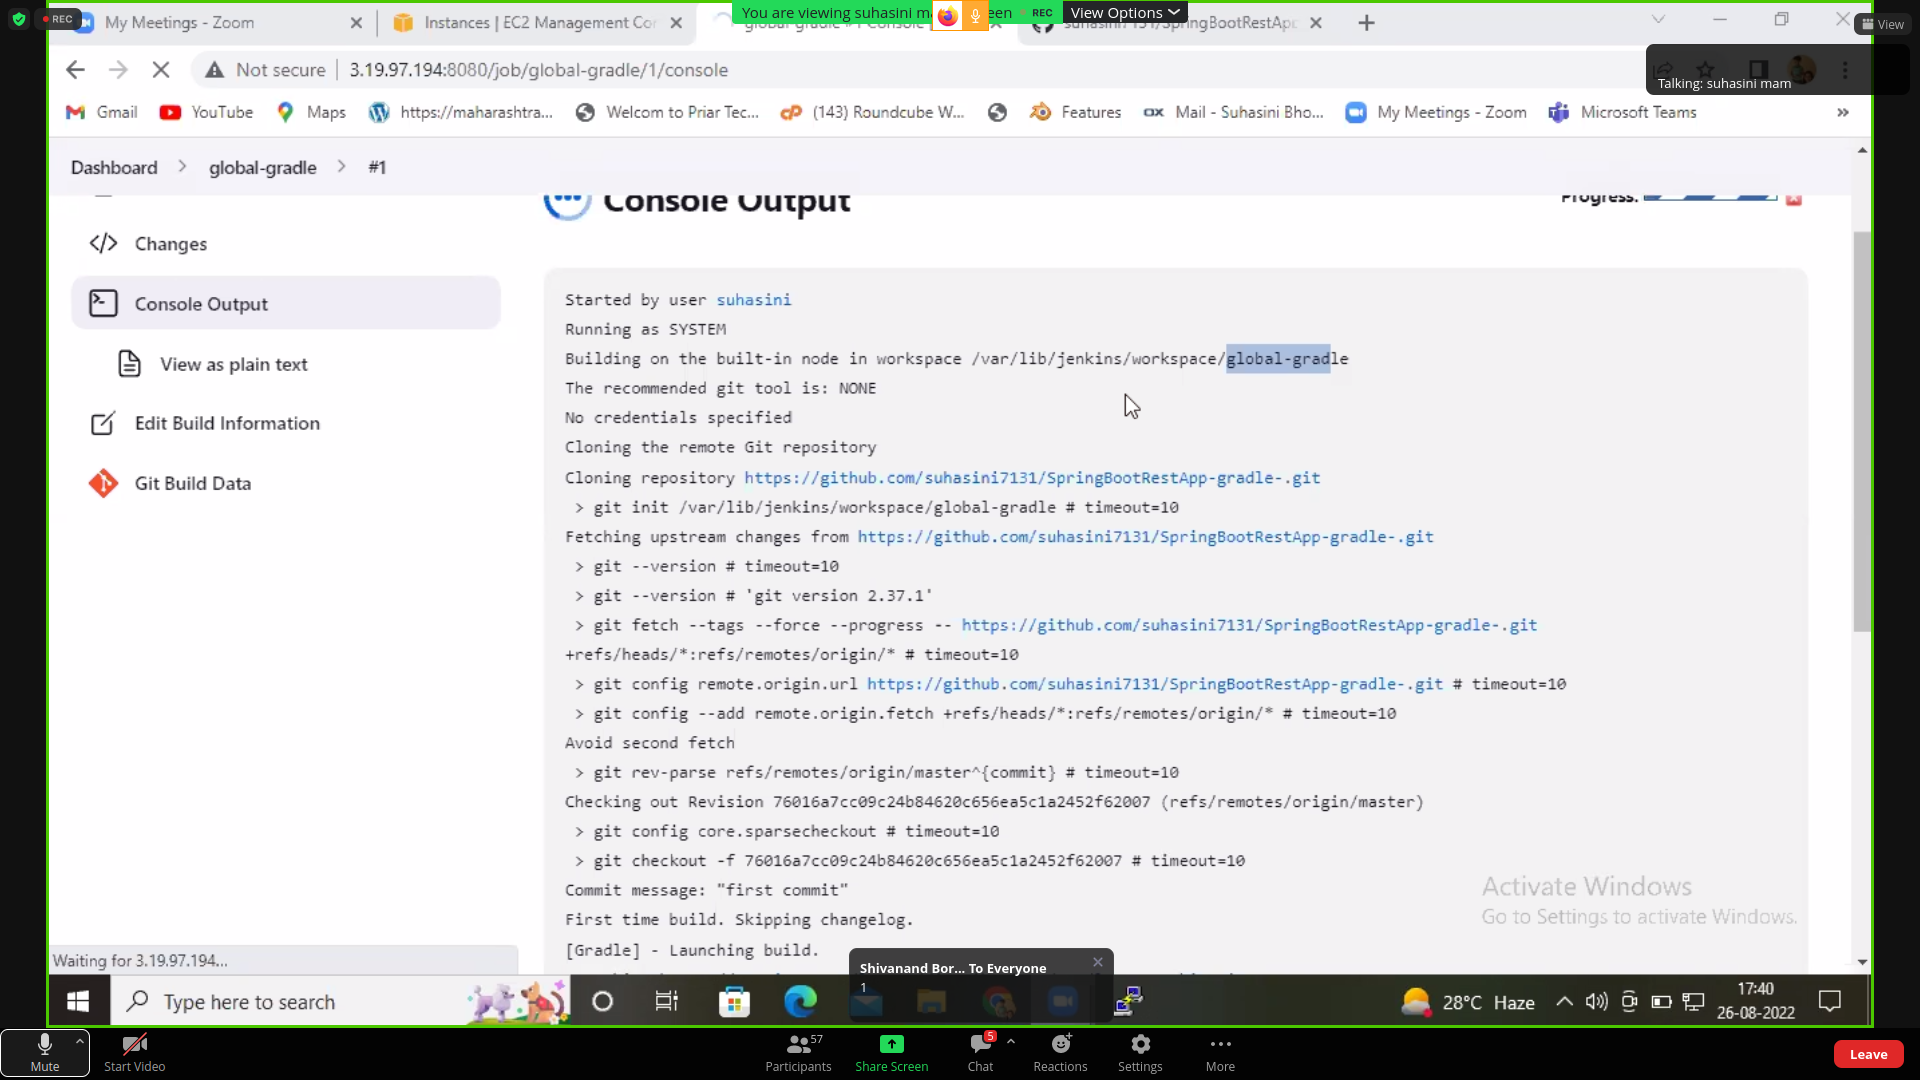 REC
You are viewing suhasini m
een
REC
View Options
View
My Meetings - Zoom
Instances | EC2 Management Con
suhasini7131/SpringBootRestApp
Talking: suhasini mam
Not secure
3.19.97.194:8080/job/global-gradle/1/console
Gmail
YouTube
Maps
https://maharashtra...
Welcom to Priar Tec...
(143) Roundcube W...
Features
Mail - Suhasini Bho...
My Meetings - Zoom
Microsoft Teams
»
Dashboard
global-gradle
#1
Console Output
Progress:
Changes
Console Output
View as plain text
Edit Build Information
Git Build Data
Started by user suhasini
Running as SYSTEM
Building on the built-in node in workspace /var/lib/jenkins/workspace/global-gradle
The recommended git tool is: NONE
No credentials specified
Cloning the remote Git repository
Cloning repository https://github.com/suhasini7131/SpringBootRestApp-gradle-.git
> git init /var/lib/jenkins/workspace/global-gradle # timeout=10
Fetching upstream changes from https://github.com/suhasini7131/SpringBootRestApp-gradle-.git
> git --version # timeout=10
> git --version # 'git version 2.37.1'
> git fetch --tags --force --progress -- https://github.com/suhasini7131/SpringBootRestApp-gradle-.git
+refs/heads/*:refs/remotes/origin/* # timeout=10
> git config remote.origin.url https://github.com/suhasini7131/SpringBootRestApp-gradle-.git # timeout=10
> git config --add remote.origin.fetch +refs/heads/*:refs/remotes/origin/* # timeout=10
Avoid second fetch
> git rev-parse refs/remotes/origin/master^{commit} # timeout=10
Checking out Revision 76016a7cc09c24b84620c656ea5c1a2452f62007 (refs/remotes/origin/master)
> git config core.sparsecheckout # timeout=10
> git checkout -f 76016a7cc09c24b84620c656ea5c1a2452f62007 # timeout=10
Commit message: "first commit"
First time build. Skipping changelog.
[Gradle] - Launching build.
Activate Windows
Go to Settings to activate Windows.
Waiting for 3.19.97.194...
Shivanand Bor... To Everyone
1
Type here to search
28°C Haze
17:40
26-08-2022
Mute
Start Video
57
Participants
Share Screen
5
Chat
Reactions
Settings
More
Leave